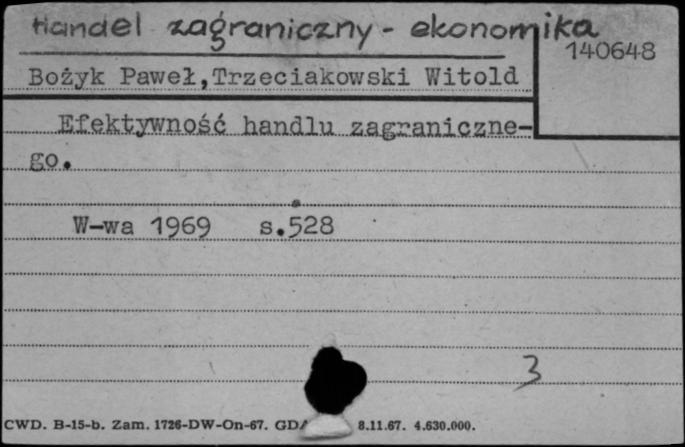 Handel zagraniczny - ekonomika
140648
Bożyk Paweł, Trzeciakowski Witold
Efektywność handlu zagraniczne-
go.
W-wa 1969 s.528
3
CWD. B-15-b. Zam. 1726-DW-On-67. 8.11.67. 4.630.000.